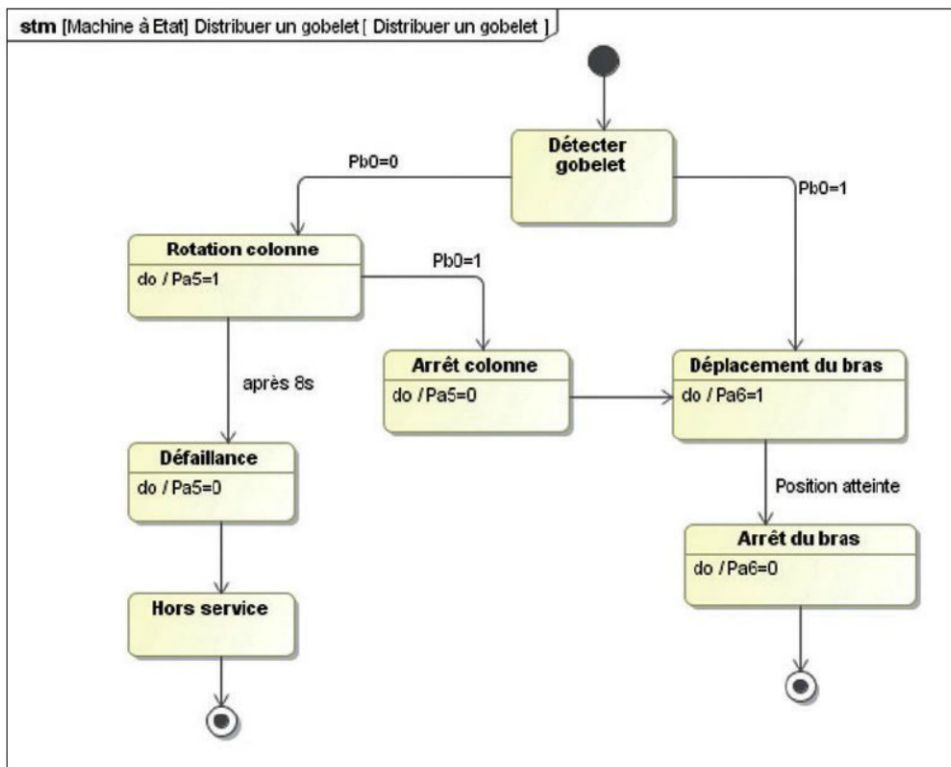 stm [Machine à Etat] Distribuer un gobelet [ Distribuer un gobelet ]
Détecter
gobelet
Pb0=0
Pb0=1
Rotation colonne
do / Pa5=1
Pb0=1
Arrêt colonne
do / Pa5=0
Déplacement du bras
do / Pa6=1
après 8s
Défaillance
do / Pa5=0
Position atteinte
Arrêt du bras
do / Pa6=0
Hors service